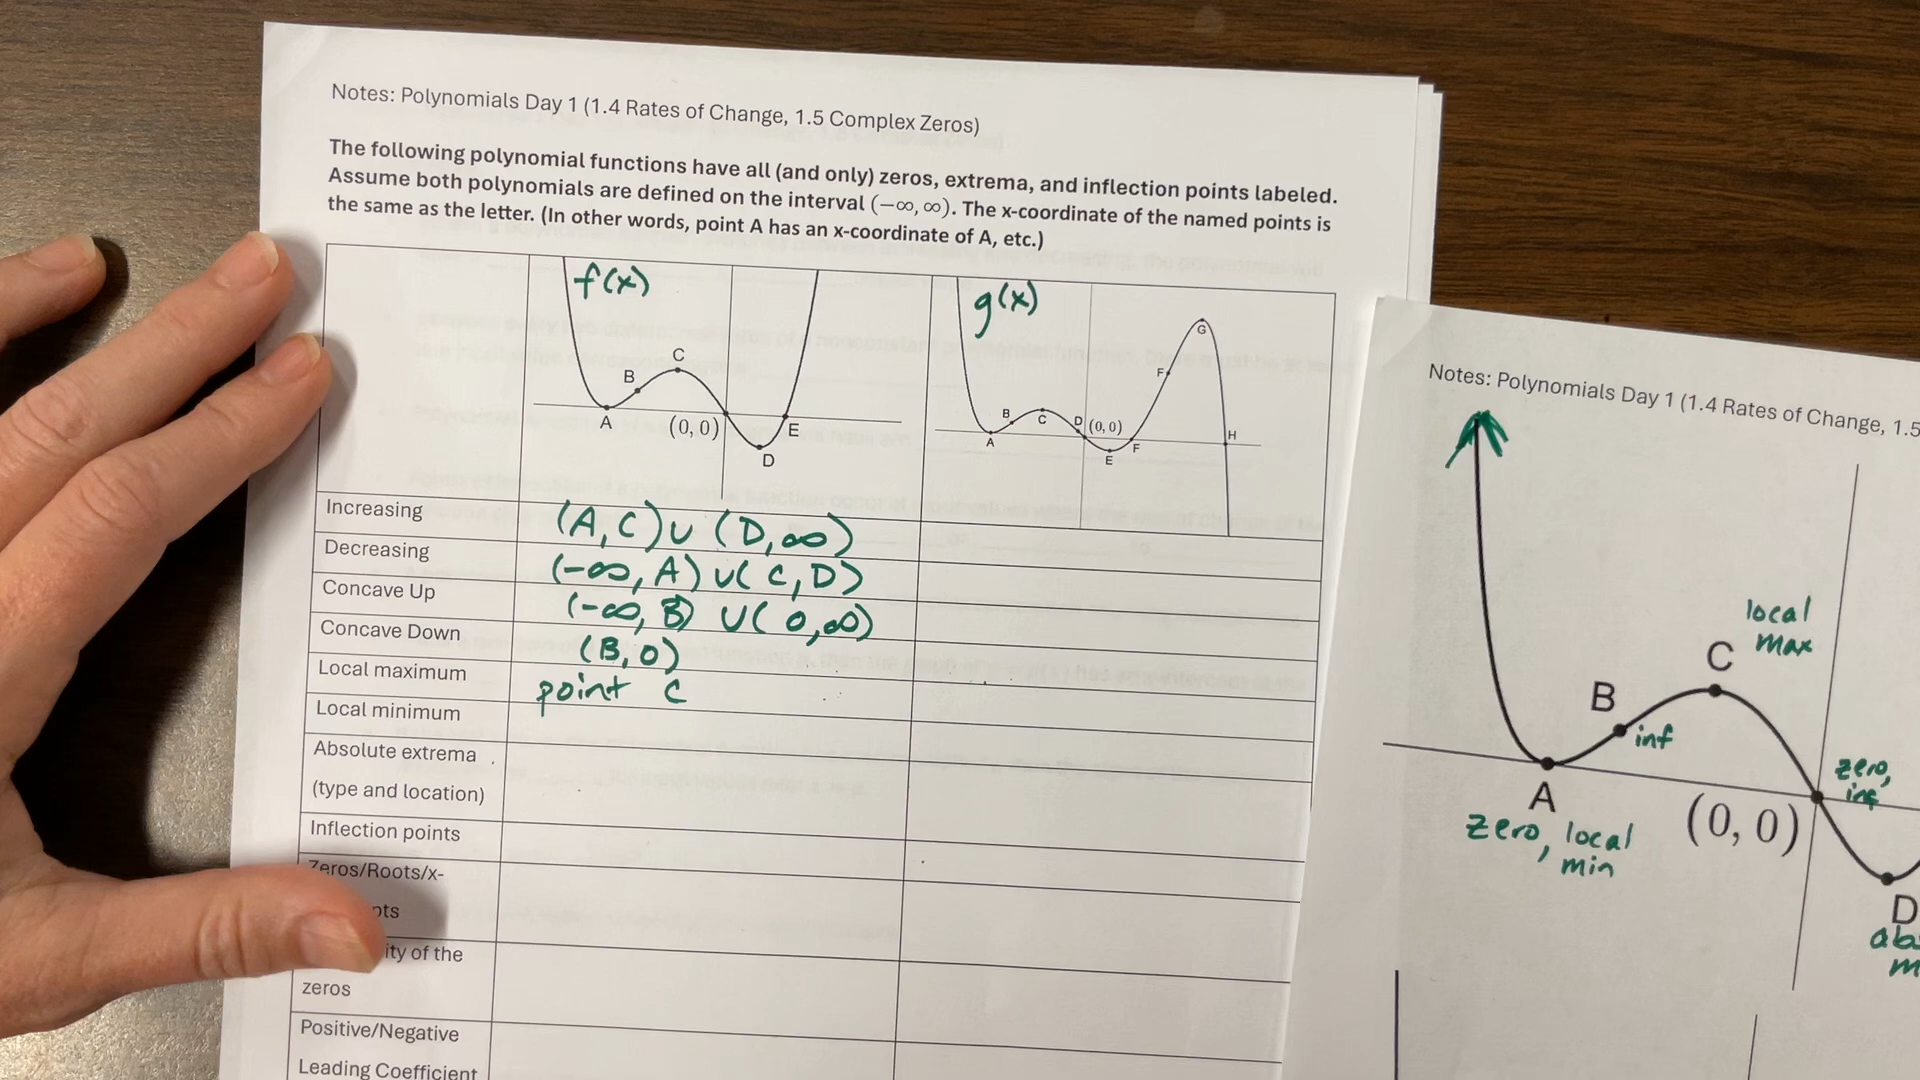 Notes: Polynomials Day 1 (1.4 Rates of Change, 1.5 Complex Zeros)
The following polynomial functions have all (and only) zeros, extrema, and inflection points labeled.
Assume both polynomials are defined on the interval (−∞, ∞). The x-coordinate of the named points is
the same as the letter. (In other words, point A has an x-coordinate of A, etc.)
f(x)
C
B
A
(0, 0)
E
D
g(x)
G
F
B
C
D
(0, 0)
H
A
F
E
Increasing
(A, C) ∪ (D, ∞)
Decreasing
(-∞, A) ∪ ( C, D)
Concave Up
(-∞, B) ∪ ( 0, ∞)
Concave Down
(B, 0)
Local maximum
point C
Local minimum
Absolute extrema
(type and location)
Inflection points
Zeros/Roots/x-
pts
ity of the
zeros
Positive/Negative
Leading Coefficient
Notes: Polynomials Day 1 (1.4 Rates of Change, 1.5
local
max
C
B
inf
zero,
inf
A
(0, 0)
zero, local
min
D
ab
m